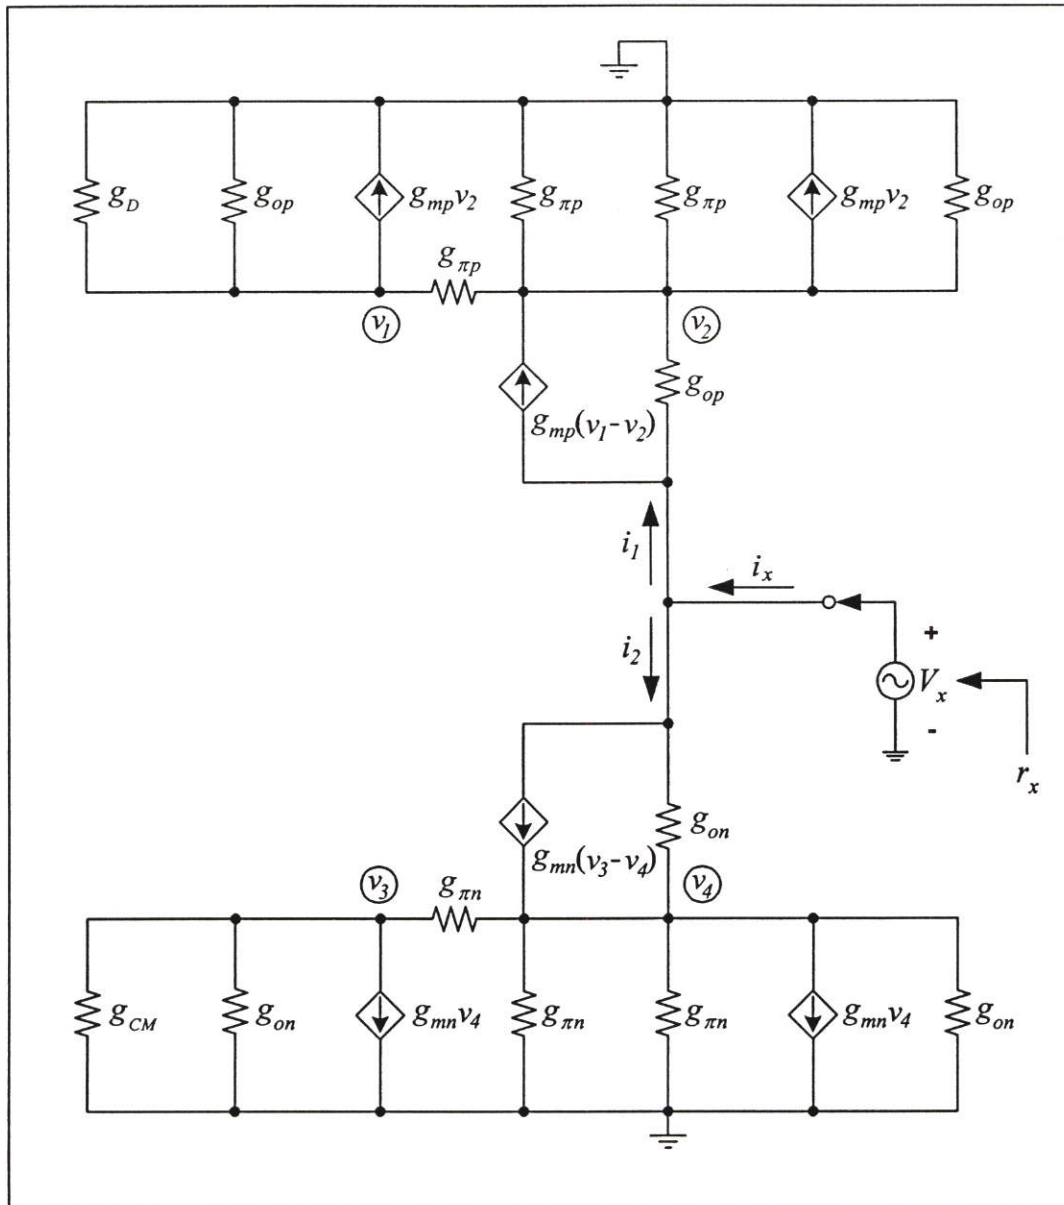 g_D g_op g_mp v_2 g_πp g_πp g_mp v_2 g_op
g_πp
v_1 v_2
g_op
g_mp(v_1-v_2)
i_1
i_x
i_2
+
V_x
-
r_x
g_on
g_mn(v_3-v_4)
v_3 g_πn v_4
g_CM g_on g_mn v_4 g_πn g_πn g_mn v_4 g_on